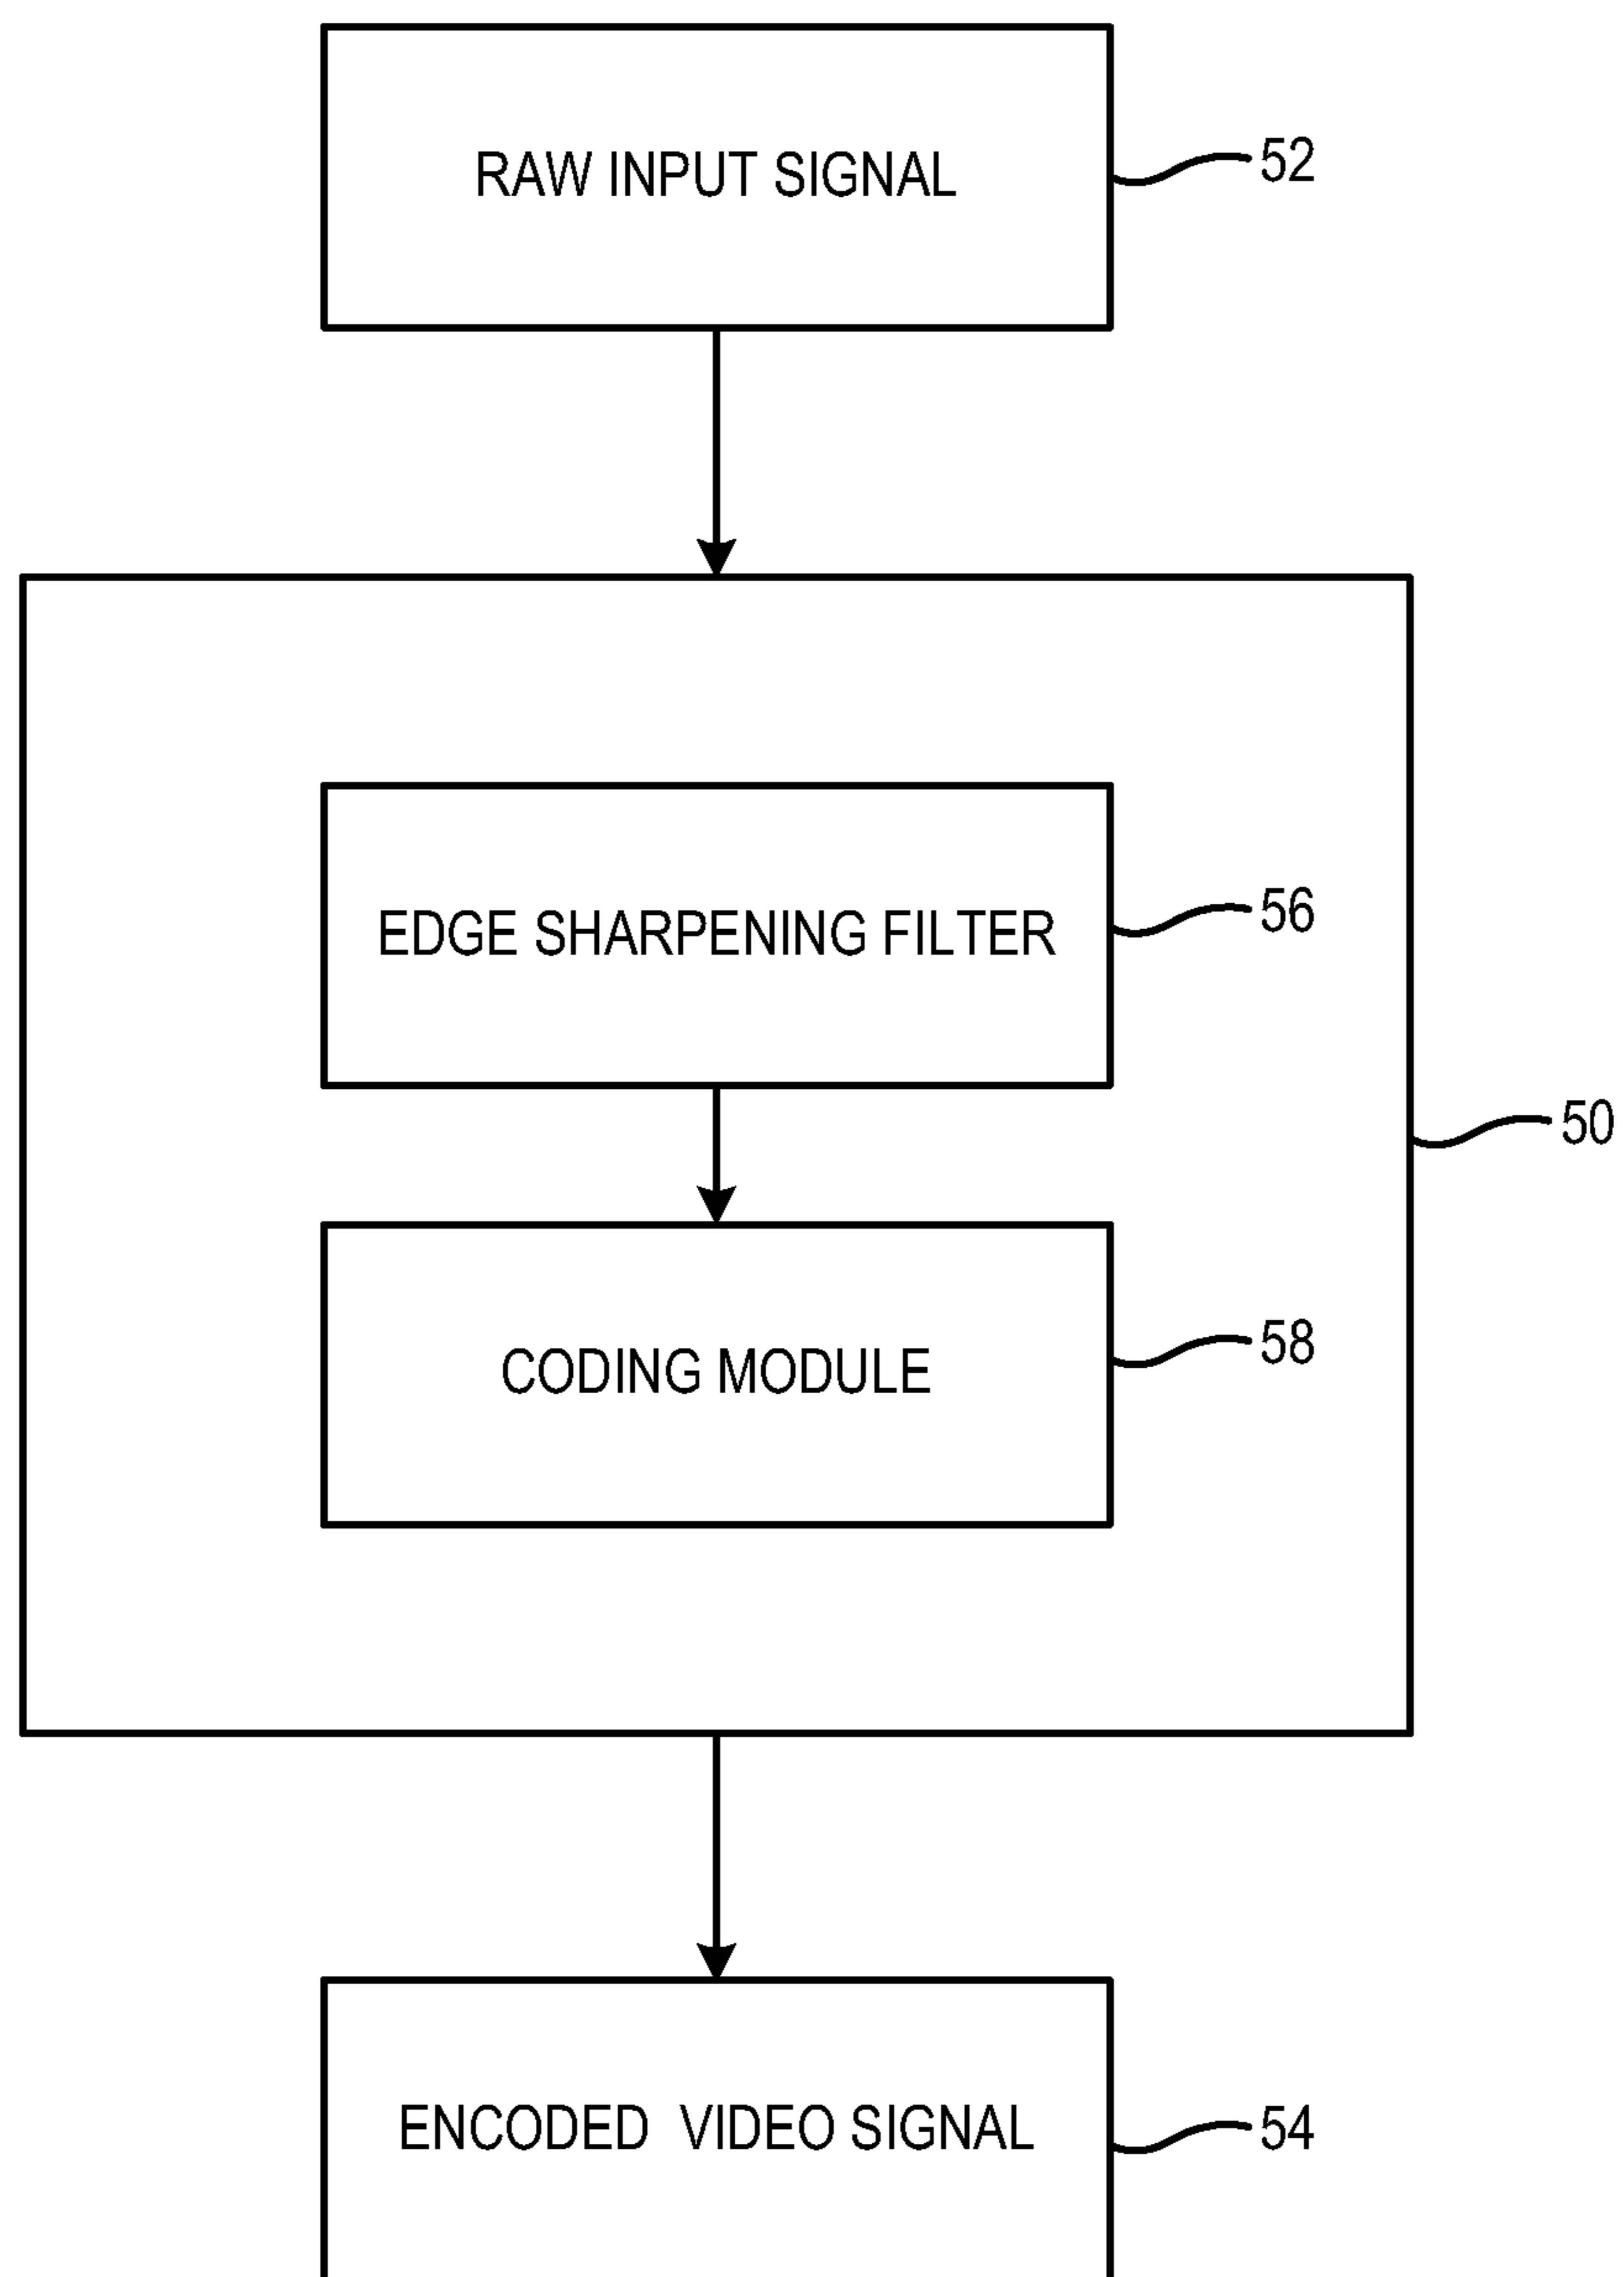 RAW INPUT SIGNAL
52
EDGE SHARPENING FILTER
56
50
CODING MODULE
58
ENCODED VIDEO SIGNAL
54